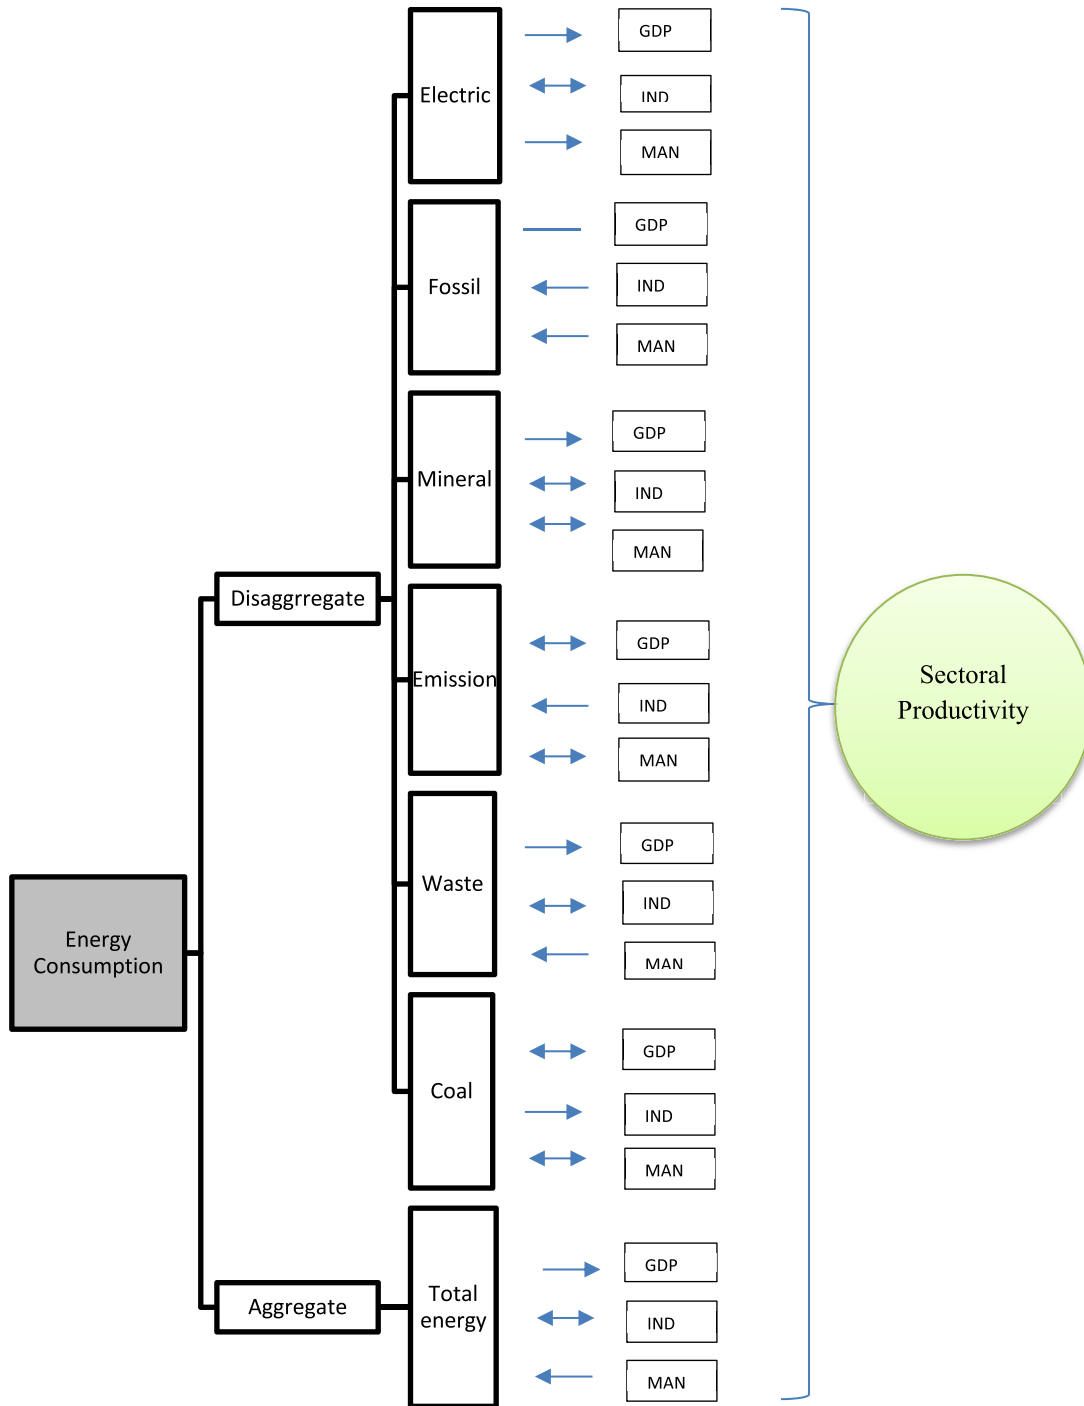 Electric
GDP
IND
MAN
Fossil
GDP
IND
MAN
Mineral
GDP
IND
MAN
Disaggrregate
Emission
GDP
IND
MAN
Sectoral
Productivity
Waste
GDP
IND
MAN
Energy
Consumption
Coal
GDP
IND
MAN
Aggregate
Total
energy
GDP
IND
MAN